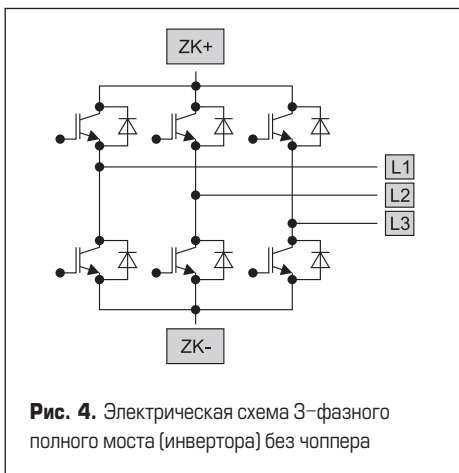 ZK+
L1
L2
L3
ZK-
Рис. 4. Электрическая схема 3-фазного
полного моста (инвертора) без чоппера